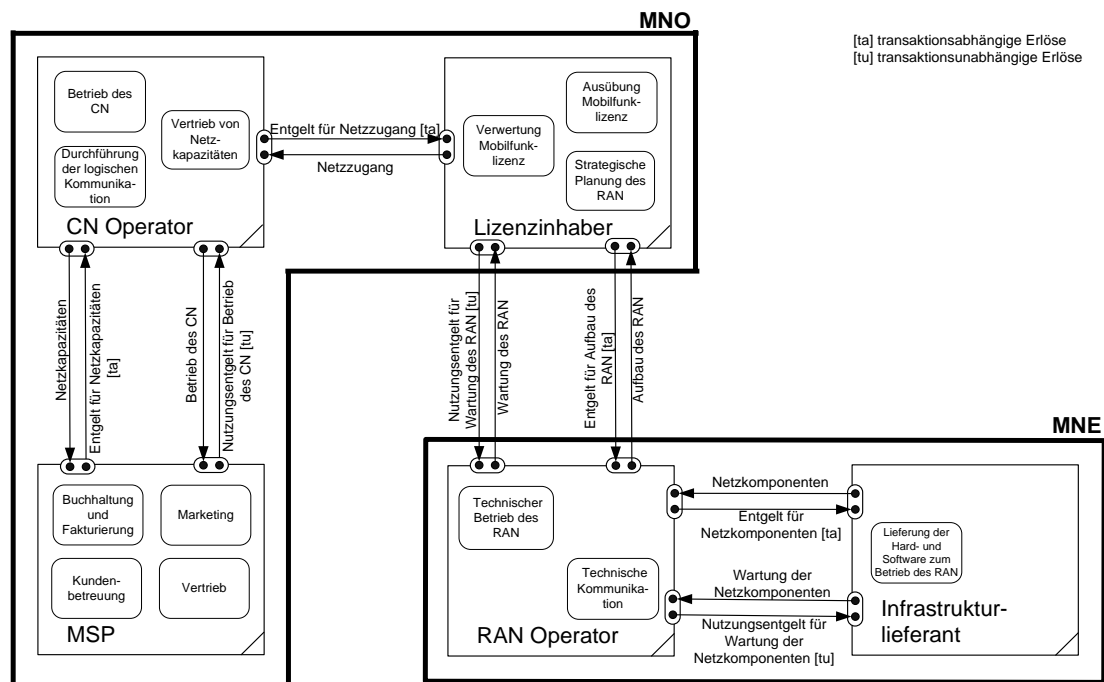 MNO
[ta] transaktionsabhängige Erlöse
[tu] transaktionsunabhängige Erlöse
Betrieb des
CN
Vertrieb von
Netz-
kapazitäten
Durchführung
der logischen
Kommunika-
tion
CN Operator
Entgelt für Netzzugang [ta]
Netzzugang
Ausübung
Mobilfunk-
lizenz
Verwertung
Mobilfunk-
lizenz
Strategische
Planung des
RAN
Lizenzinhaber
Netzkapazitäten
Entgelt für Netzkapazitäten
[ta]
Betrieb des CN
Nutzungsentgelt für Betrieb
des CN [tu]
Nutzungsentgelt für
Wartung des RAN [tu]
Wartung des RAN
Entgelt für Aufbau des
RAN [ta]
Aufbau des RAN
MNE
Buchhaltung
und
Fakturierung
Marketing
Kunden-
betreuung
Vertrieb
MSP
Technischer
Betrieb des
RAN
Technische
Kommunika-
tion
RAN Operator
Netzkomponenten
Entgelt für
Netzkomponenten [ta]
Wartung der
Netzkomponenten
Nutzungsentgelt für
Wartung der
Netzkomponenten [tu]
Lieferung der
Hard- und
Software zum
Betrieb des RAN
Infrastruktur-
lieferant